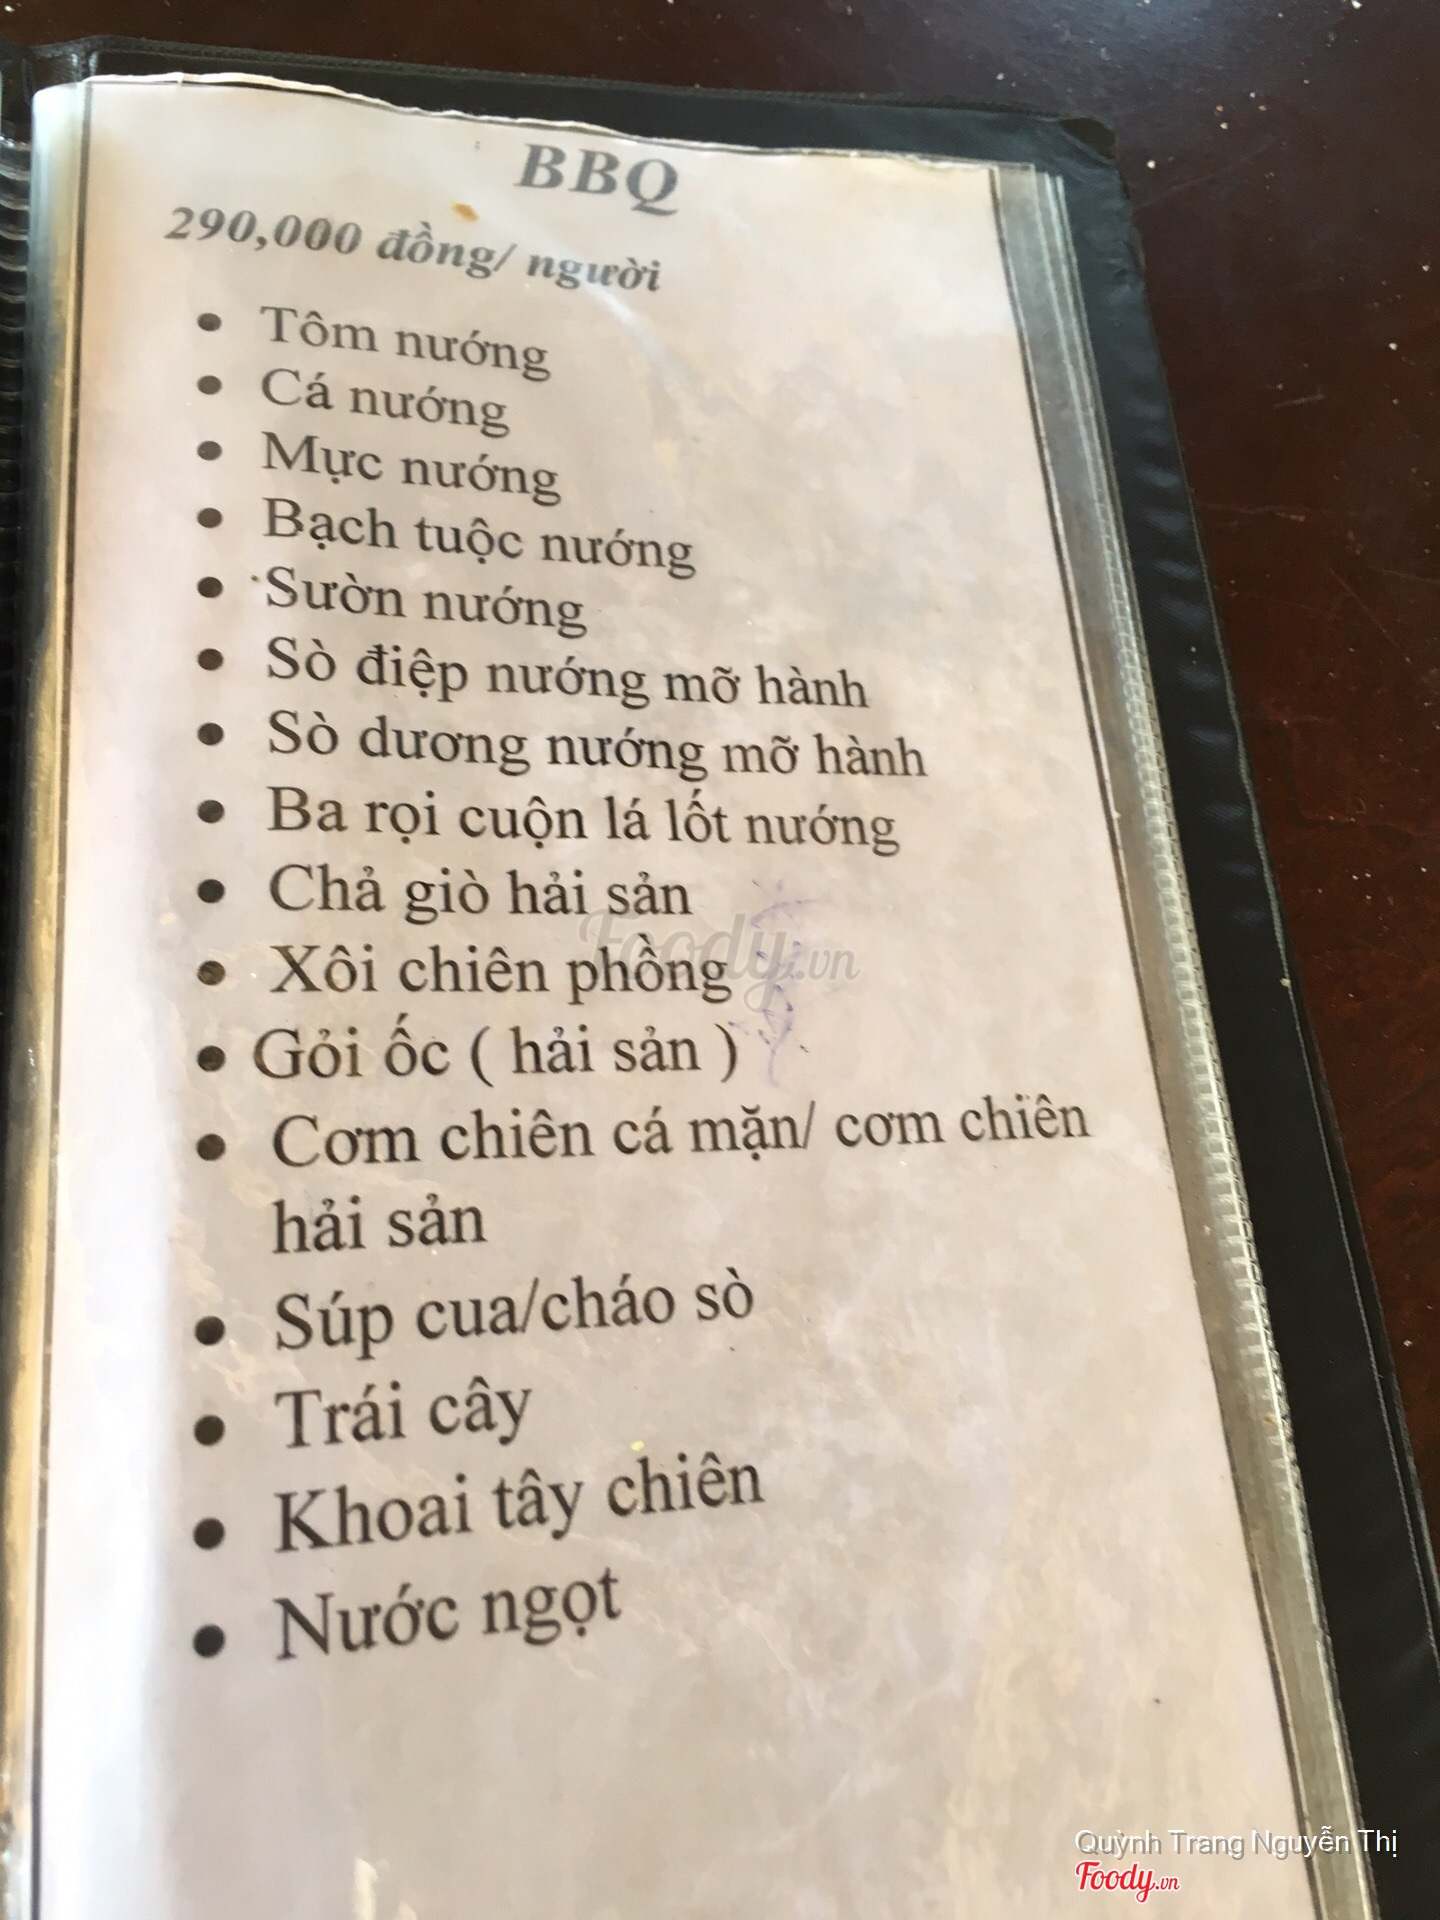 BBQ
290,000 đồng/ người
• Tôm nướng
• Cá nướng
• Mực nướng
• Bạch tuộc nướng
• Sườn nướng
• Sò điệp nướng mỡ hành
• Sò dương nướng mỡ hành
• Ba rọi cuộn lá lốt nướng
• Chả giò hải sản
• Xôi chiên phồng
• Gỏi ốc ( hải sản )
• Cơm chiên cá mặn/ cơm chiên
hải sản
• Súp cua/cháo sò
• Trái cây
• Khoai tây chiên
• Nước ngọt
Foody.vn
Quỳnh Trang Nguyễn Thị
Foody.vn